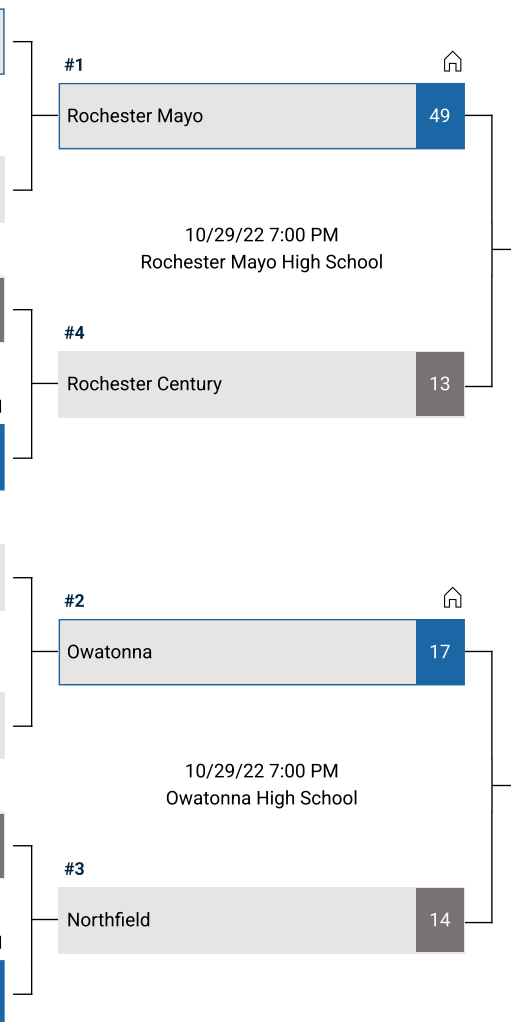 #1
Rochester Mayo
49
10/29/22 7:00 PM
Rochester Mayo High School
#4
Rochester Century
13
#2
Owatonna
17
10/29/22 7:00 PM
Owatonna High School
#3
Northfield
14